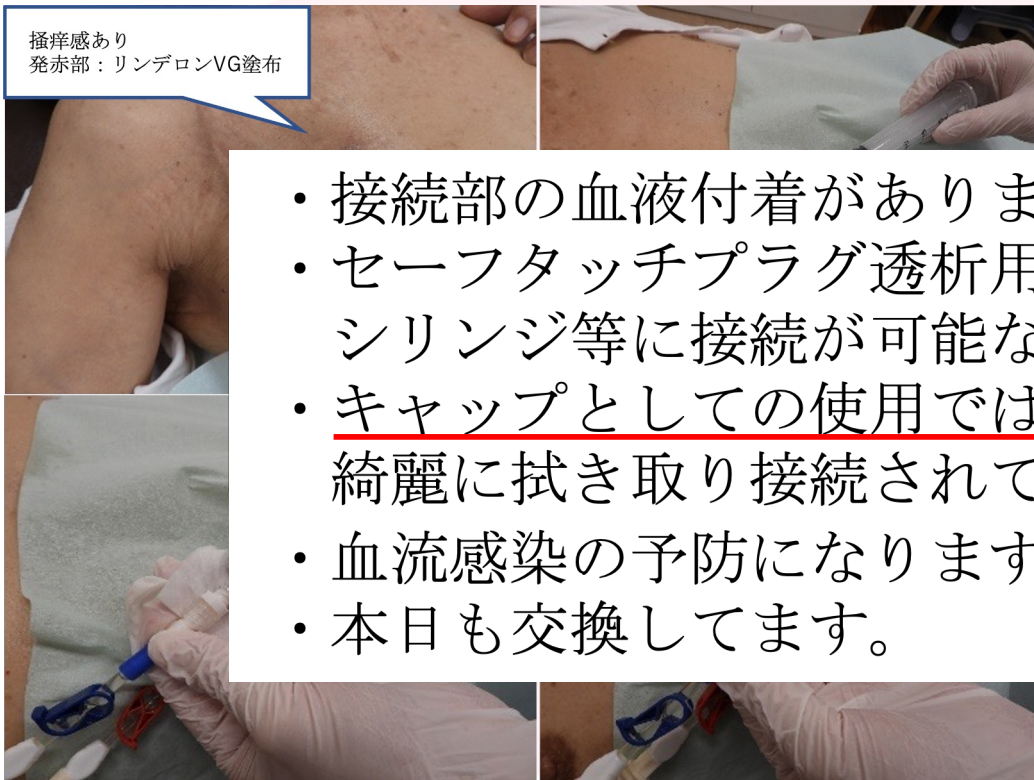 掻痒感あり
発赤部：リンデロンVG塗布
・接続部の血液付着がありま
・セーフタッチプラグ透析用
シリンジ等に接続が可能な
・キャップとしての使用では
綺麗に拭き取り接続されて
・血流感染の予防になります
・本日も交換してます。